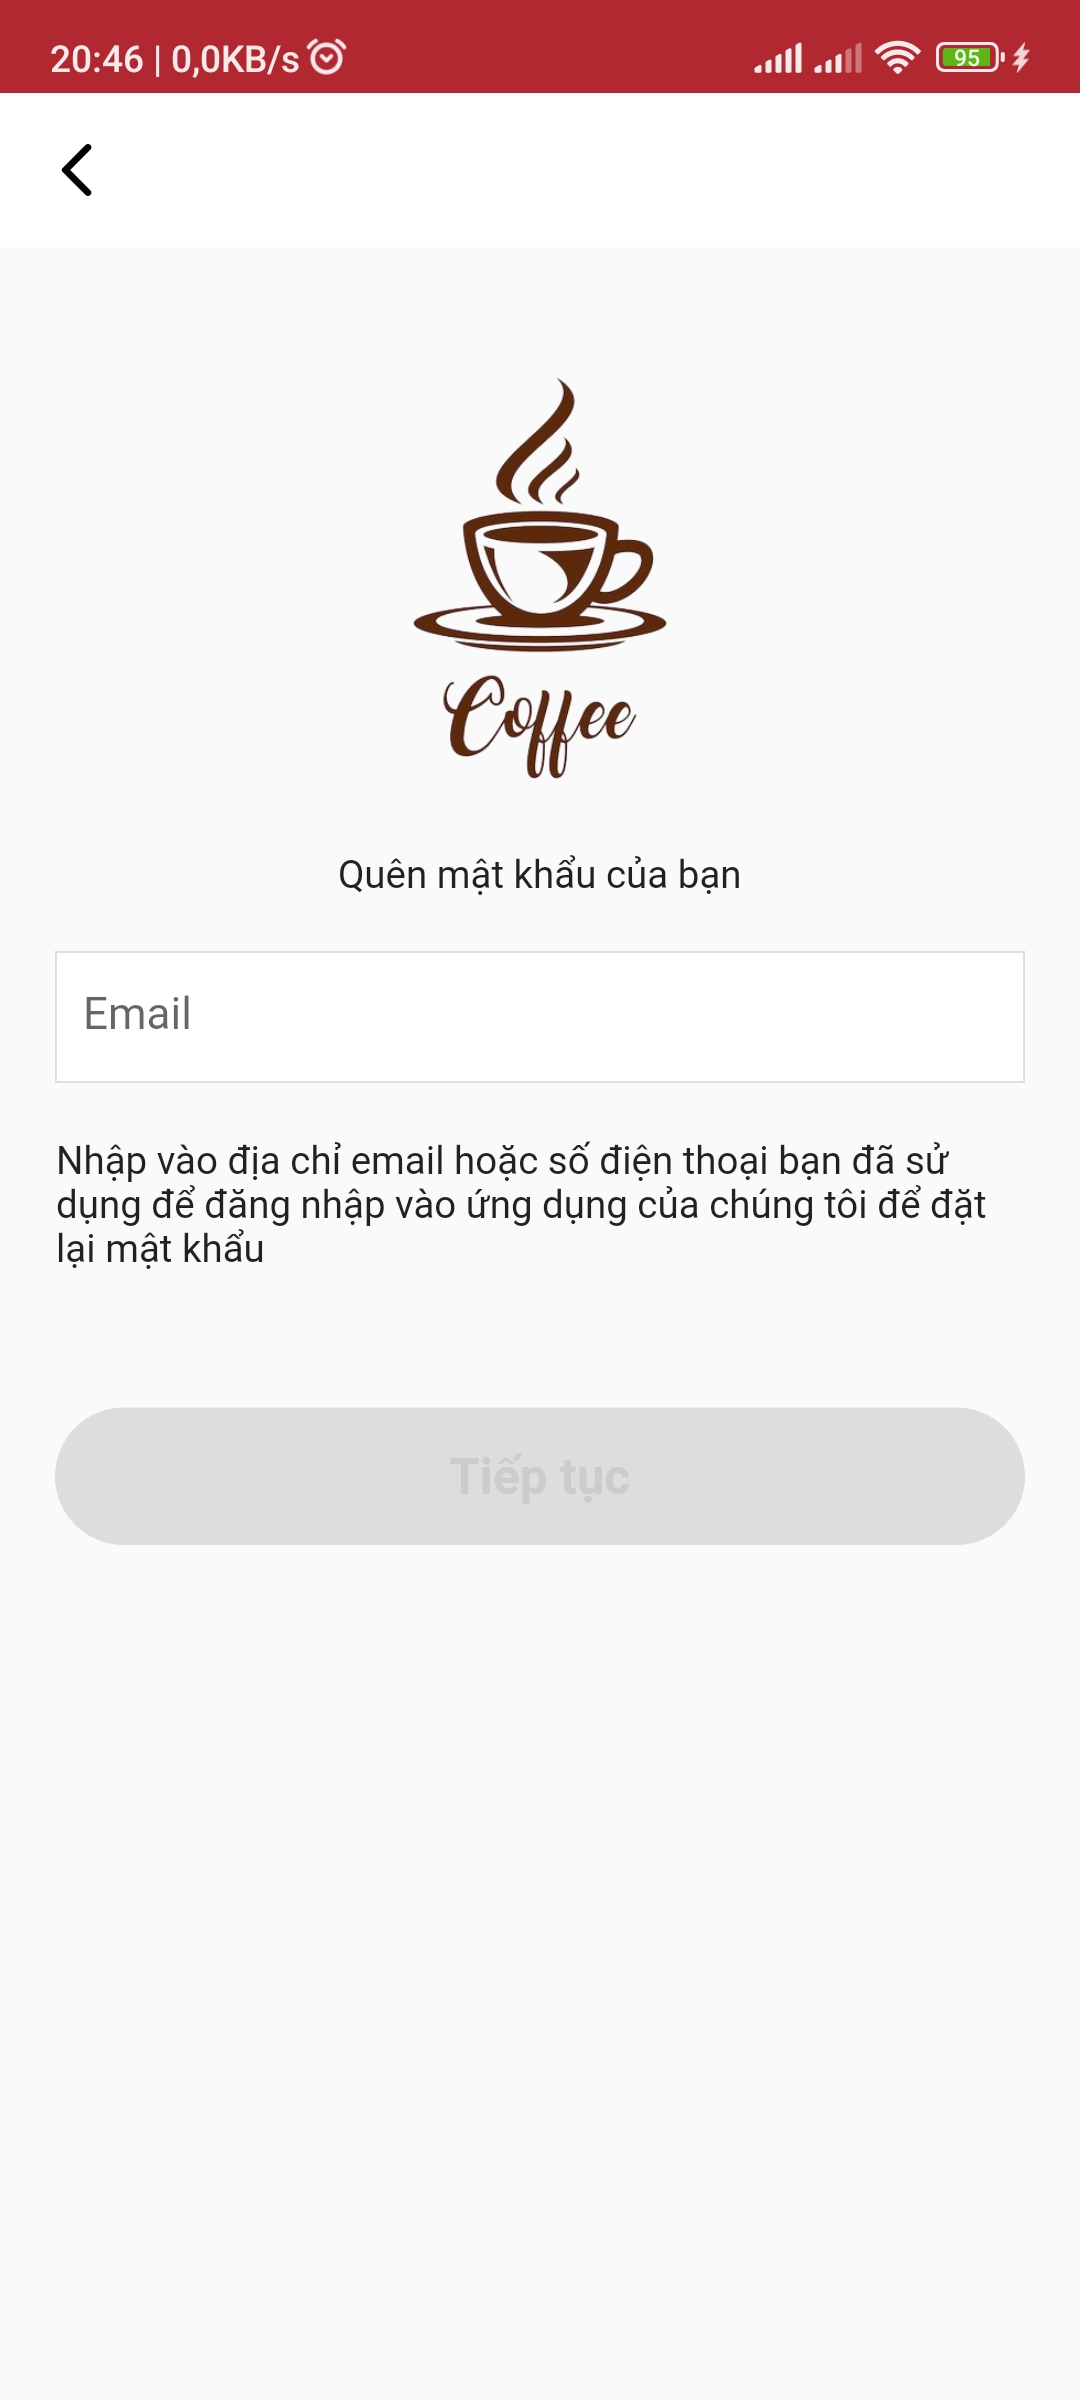 20:46 | 0,0KB/s
95
Coffee
Quên mật khẩu của bạn
Email
Nhập vào địa chỉ email hoặc số điện thoại bạn đã sử
dụng để đăng nhập vào ứng dụng của chúng tôi để đặt
lại mật khẩu
Tiếp tục